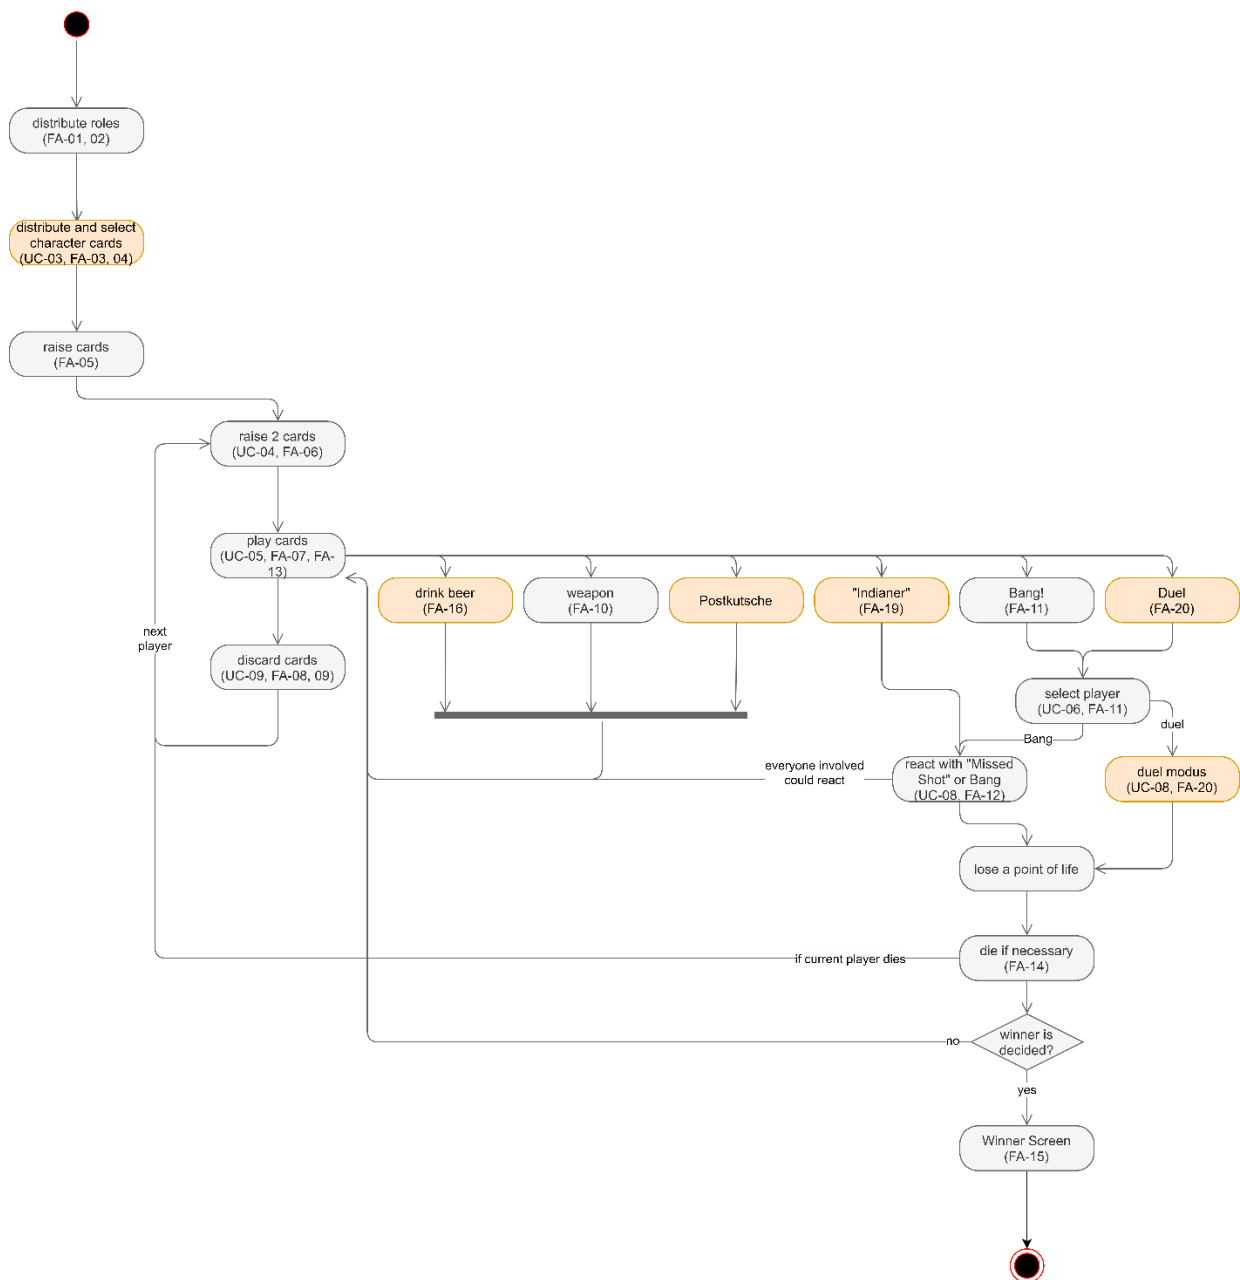 distribute roles
(FA-01, 02)
distribute and select
character cards
(UC-03, FA-03, 04)
raise cards
(FA-05)
raise 2 cards
(UC-04, FA-06)
play cards
(UC-05, FA-07, FA-
13)
drink beer
(FA-16)
weapon
(FA-10)
Postkutsche
"Indianer"
(FA-19)
Bang!
(FA-11)
Duel
(FA-20)
next
player
discard cards
(UC-09, FA-08, 09)
select player
(UC-06, FA-11)
duel
Bang
everyone involved
could react
react with "Missed
Shot" or Bang
(UC-08, FA-12)
duel modus
(UC-08, FA-20)
lose a point of life
if current player dies
die if necessary
(FA-14)
no
winner is
decided?
yes
Winner Screen
(FA-15)